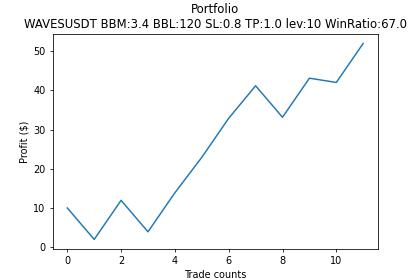 Portfolio
WAVESUSDT BBM:3.4 BBL:120 SL:0.8 TP:1.0 lev:10 WinRatio:67.0
50
40
30
20
10
0
Profit ($)
0 2 4 6 8 10
Trade counts